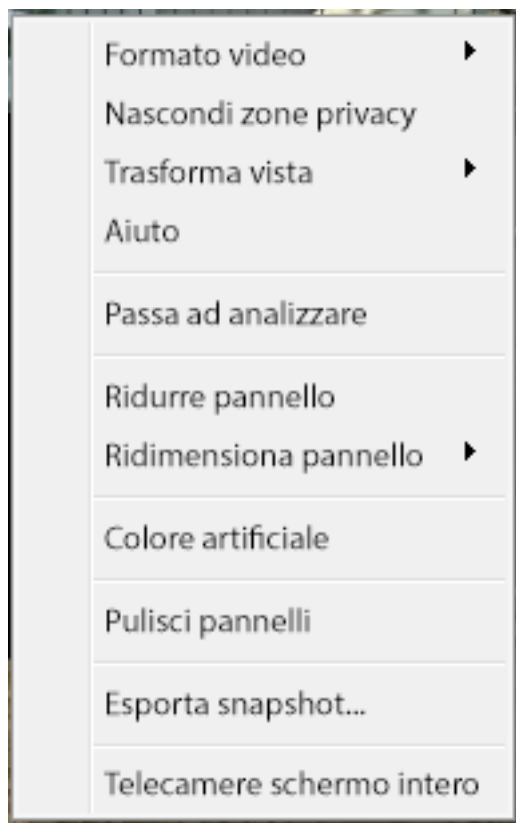 Formato video
Nascondi zone privacy
Trasforma vista
Aiuto
Passa ad analizzare
Ridurre pannello
Ridimensiona pannello
Colore artificiale
Pulisci pannelli
Esporta snapshot...
Telecamere schermo intero